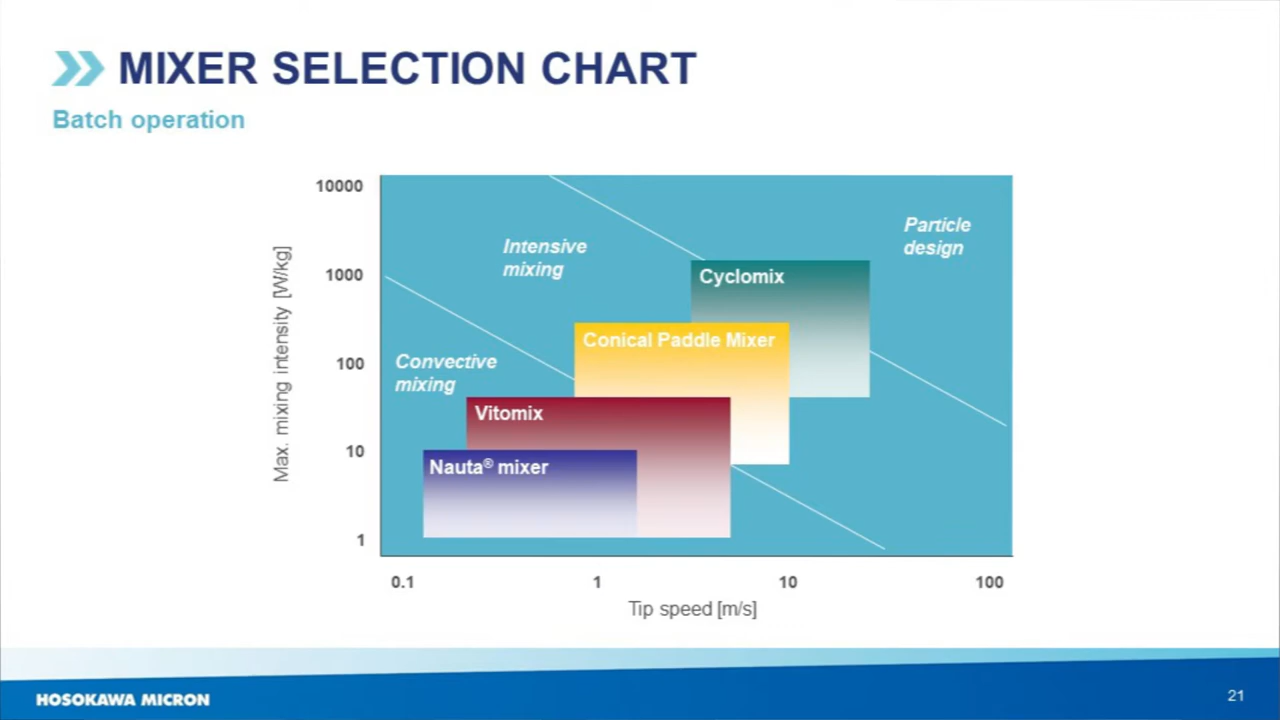 MIXER SELECTION CHART
Batch operation
10000
1000
100
10
1
Max. mixing intensity [W/kg]
Particle
design
Intensive
mixing
Cyclomix
Conical Paddle Mixer
Convective
mixing
Vitomix
Nauta® mixer
0.1 1 10 100
Tip speed [m/s]
HOSOKAWA MICRON
21